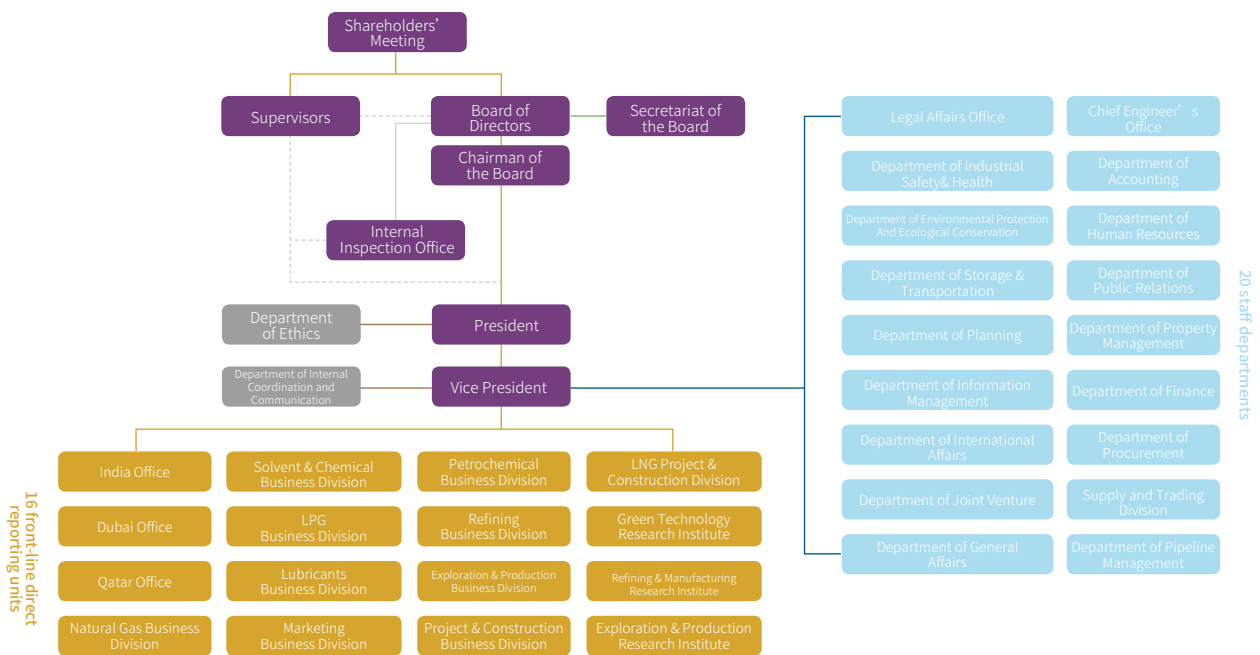 Shareholders’
Meeting
Supervisors
Board of
Directors
Secretariat of
the Board
Chairman of
the Board
Internal
Inspection Office
Department
of Ethics
President
Department of Internal
Coordination and
Communication
Vice President
India Office
Solvent & Chemical
Business Division
Petrochemical
Business Division
LNG Project &
Construction Division
Dubai Office
LPG
Business Division
Refining
Business Division
Green Technology
Research Institute
Qatar Office
Lubricants
Business Division
Exploration & Production
Business Division
Refining & Manufacturing
Research Institute
Natural Gas Business
Division
Marketing
Business Division
Project & Construction
Business Division
Exploration & Production
Research Institute
16 front-line direct
reporting units
Legal Affairs Office
Chief Engineer’ s
Office
Department of Industrial
Safety& Health
Department of
Accounting
Department of Environmental Protection
And Ecological Conservation
Department of
Human Resources
Department of Storage &
Transportation
Department of
Public Relations
Department of Planning
Department of Property
Management
Department of Information
Management
Department of Finance
Department of International
Affairs
Department of
Procurement
Department of Joint Venture
Supply and Trading
Division
Department of General
Affairs
Department of Pipeline
Management
20 staff departments